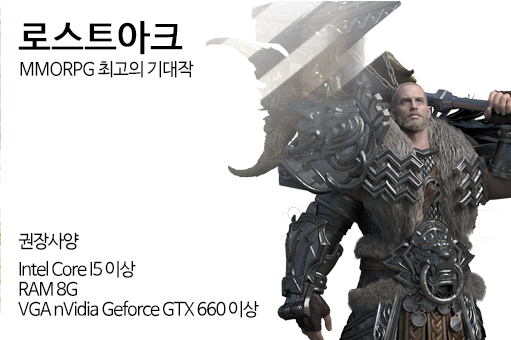 로스트아크
MMORPG 최고의 기대작
권장사양
Intel Core I5 이상
RAM 8G
VGA nVidia Geforce GTX 660 이상